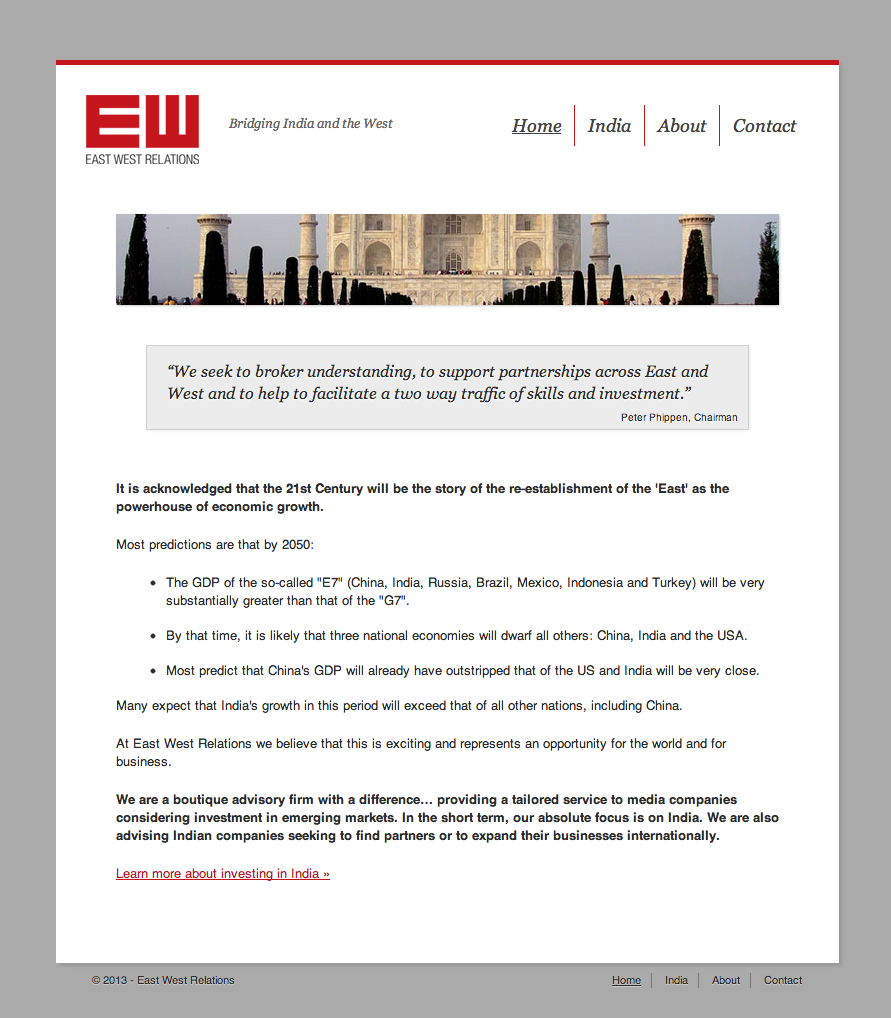 EW
EAST WEST RELATIONS
Bridging India and the West
Home India About Contact
“We seek to broker understanding, to support partnerships across East and
West and to help to facilitate a two way traffic of skills and investment.”
Peter Phippen, Chairman
It is acknowledged that the 21st Century will be the story of the re-establishment of the 'East' as the
powerhouse of economic growth.
Most predictions are that by 2050:
• The GDP of the so-called "E7" (China, India, Russia, Brazil, Mexico, Indonesia and Turkey) will be very
substantially greater than that of the "G7".
• By that time, it is likely that three national economies will dwarf all others: China, India and the USA.
• Most predict that China's GDP will already have outstripped that of the US and India will be very close.
Many expect that India's growth in this period will exceed that of all other nations, including China.
At East West Relations we believe that this is exciting and represents an opportunity for the world and for
business.
We are a boutique advisory firm with a difference… providing a tailored service to media companies
considering investment in emerging markets. In the short term, our absolute focus is on India. We are also
advising Indian companies seeking to find partners or to expand their businesses internationally.
Learn more about investing in India »
© 2013 - East West Relations
Home India About Contact